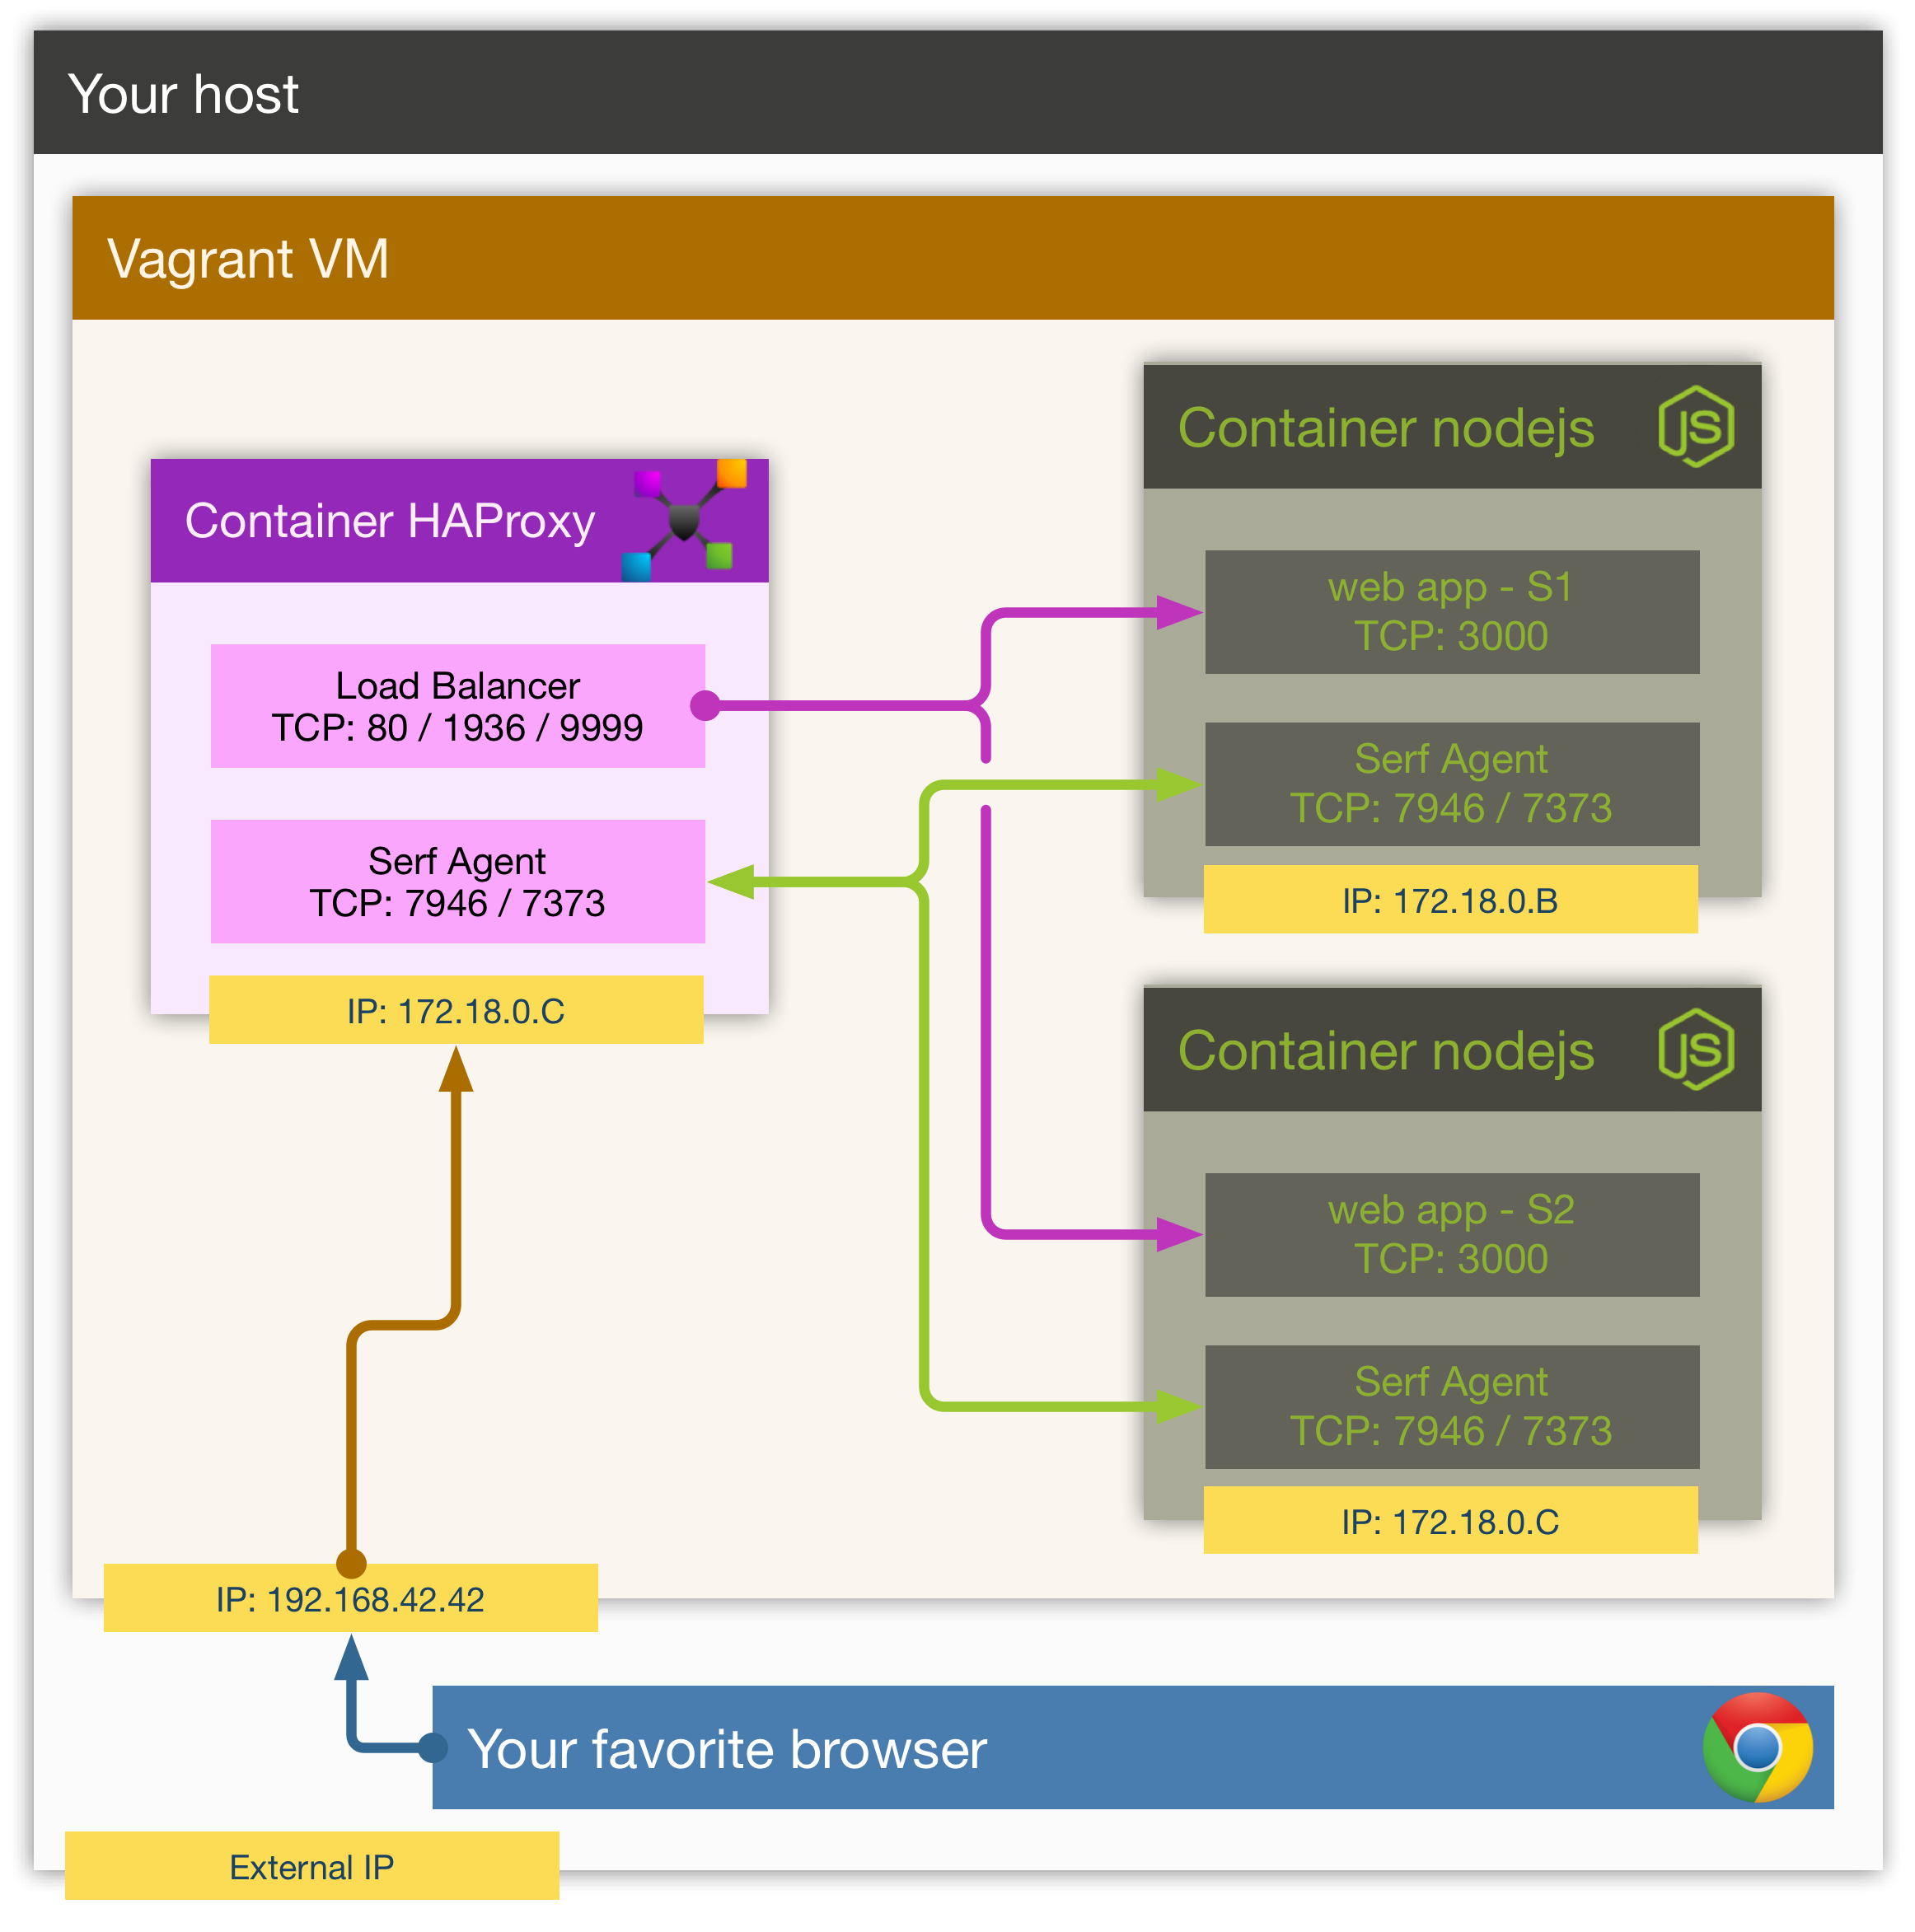 Your host
Vagrant VM
Container HAProxy
Load Balancer
TCP: 80 / 1936 / 9999
Serf Agent
TCP: 7946 / 7373
IP: 172.18.0.C
Container nodejs
JS
web app - S1
TCP: 3000
Serf Agent
TCP: 7946 / 7373
IP: 172.18.0.B
Container nodejs
JS
web app - S2
TCP: 3000
Serf Agent
TCP: 7946 / 7373
IP: 172.18.0.C
IP: 192.168.42.42
Your favorite browser
External IP